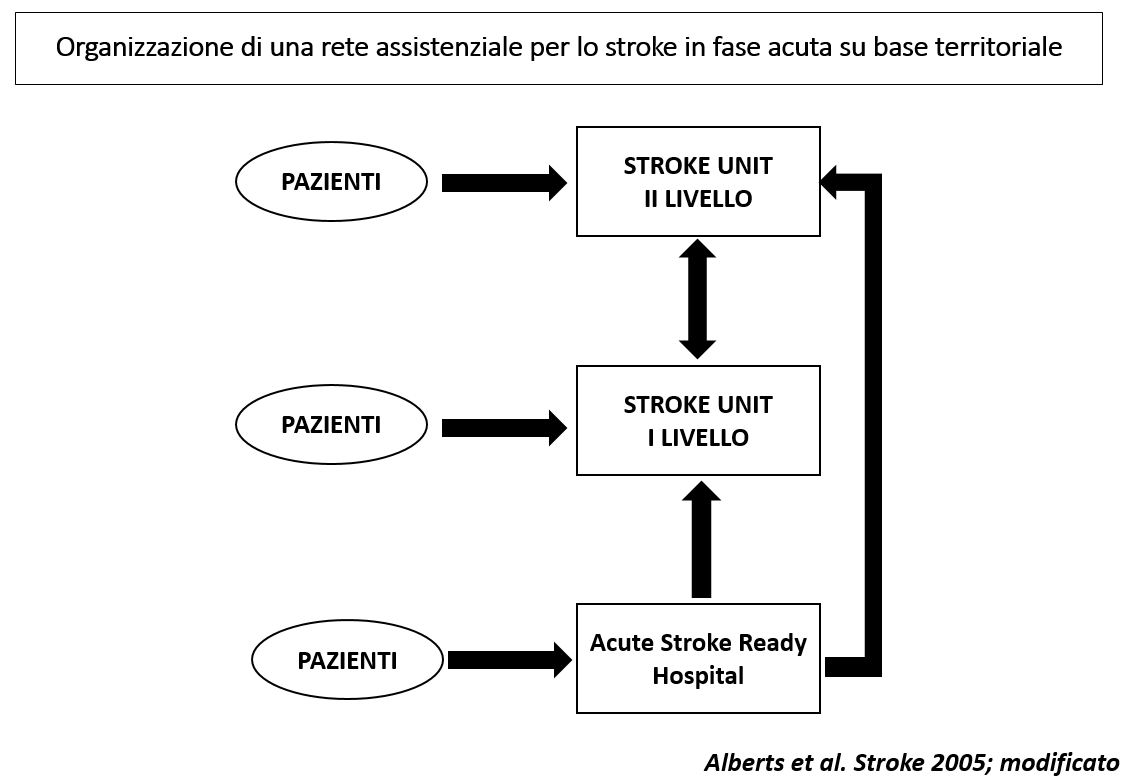 Organizzazione di una rete assistenziale per lo stroke in fase acuta su base territoriale
PAZIENTI
STROKE UNIT
II LIVELLO
PAZIENTI
STROKE UNIT
I LIVELLO
PAZIENTI
Acute Stroke Ready
Hospital
Alberts et al. Stroke 2005; modificato